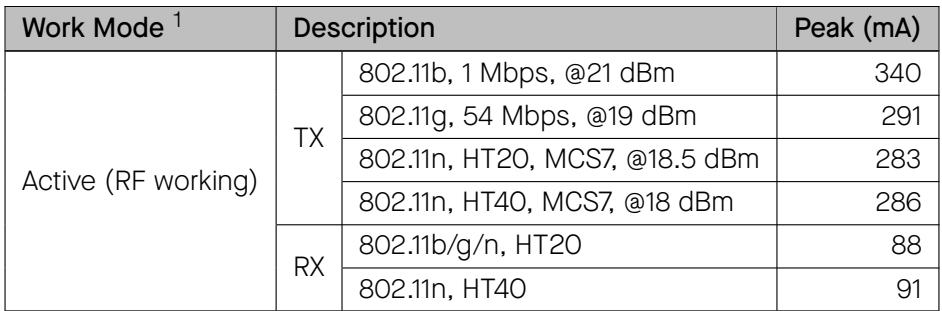 Work Mode 1 Description Peak (mA)
802.11b, 1 Mbps, @21 dBm 340
802.11g, 54 Mbps, @19 dBm 291
TX
802.11n, HT20, MCS7, @18.5 dBm 283
Active (RF working)
802.11n, HT40, MCS7, @18 dBm 286
802.11b/g/n, HT20 88
RX
802.11n, HT40 91